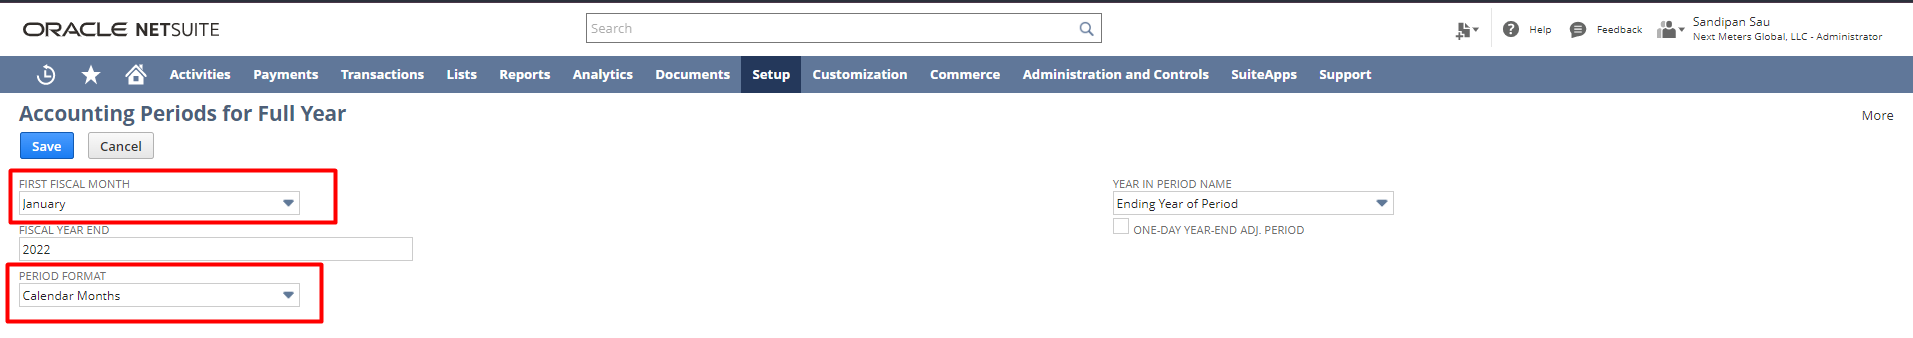 ORACLE NETSUITE
Search
Help
Feedback
Sandipan Sau
Next Meters Global, LLC - Administrator
Activities Payments Transactions Lists Reports Analytics Documents Setup Customization Commerce Administration and Controls SuiteApps Support
Accounting Periods for Full Year
More
Save Cancel
FIRST FISCAL MONTH
January
FISCAL YEAR END
2022
PERIOD FORMAT
Calendar Months
YEAR IN PERIOD NAME
Ending Year of Period
ONE-DAY YEAR-END ADJ. PERIOD